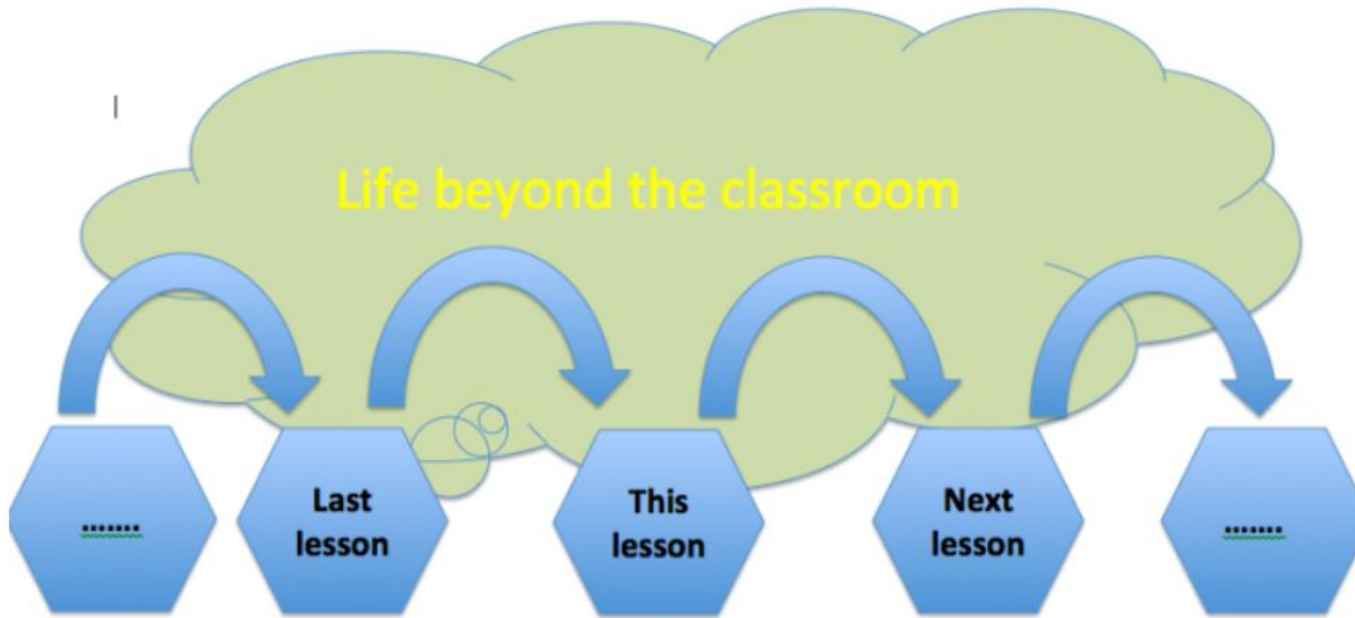 Life beyond the classroom
.......
Last
lesson
This
lesson
Next
lesson
.......